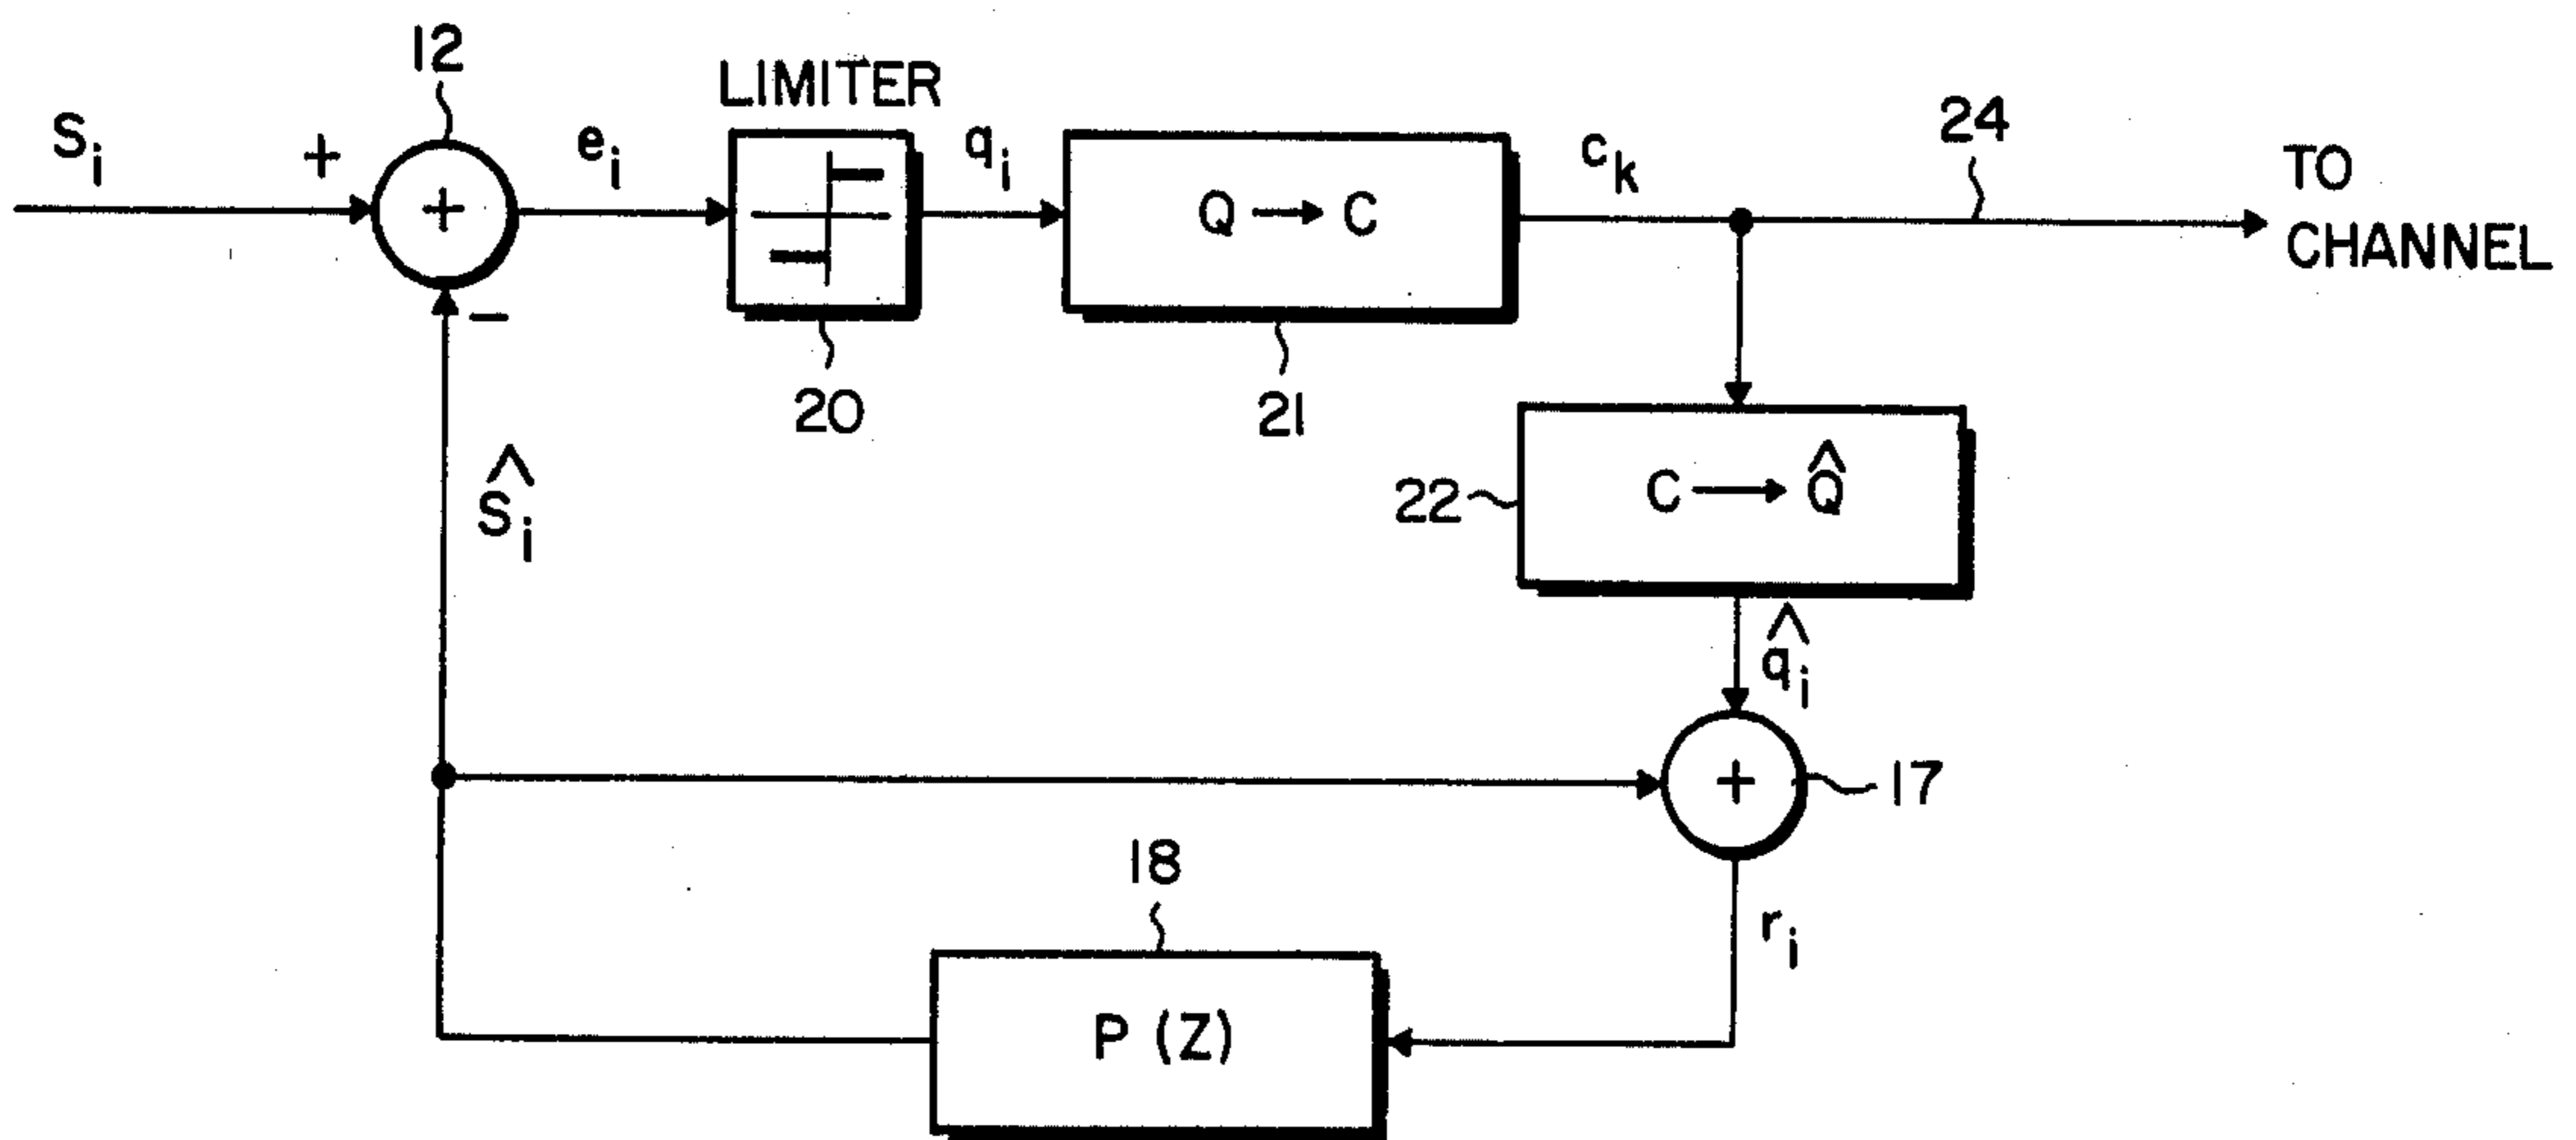 12
LIMITER
S_i
+
+
e_i
q_i
Q → C
c_k
24
TO
CHANNEL
−
20
21
Ŝ_i
22
C → Q̂
q̂_i
+
17
18
r_i
P (Z)